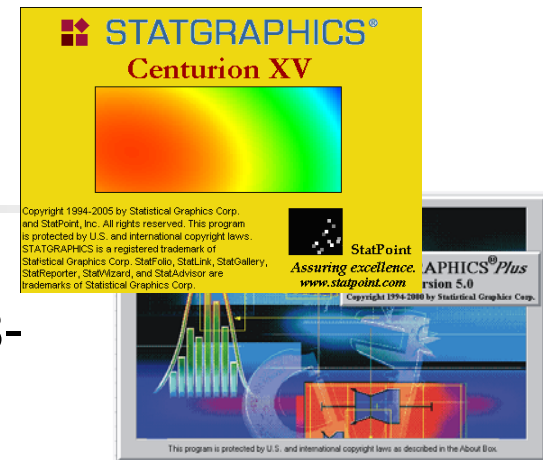 STATGRAPHICS®
Centurion XV
Copyright 1994-2005 by Statistical Graphics Corp.
and StatPoint, Inc. All rights reserved. This program
is protected by U.S. and international copyright laws.
STATGRAPHICS is a registered trademark of
Statistical Graphics Corp. StatFolio, StatLink, StatGallery,
StatReporter, StatWizard, and StatAdvisor are
trademarks of Statistical Graphics Corp.
StatPoint
Assuring excellence.
www.statpoint.com
APHICS®Plus
rsion 5.0
Copyright 1994-2000 by Statistical Graphics Corp.
This program is protected by U.S. and international copyright laws as described in the About Box.